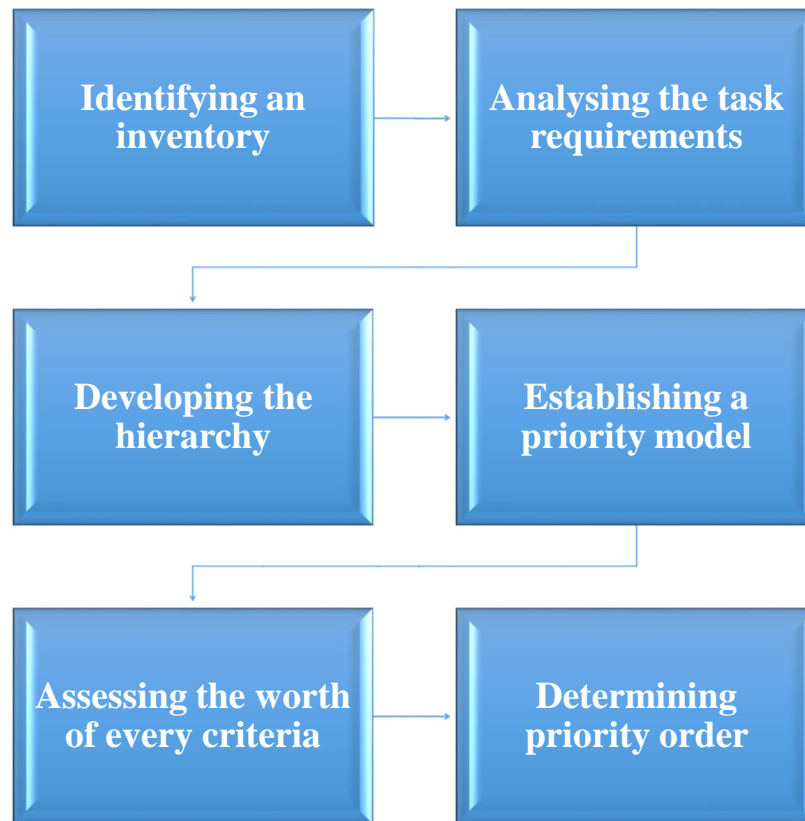 Identifying an
inventory
Analysing the task
requirements
Developing the
hierarchy
Establishing a
priority model
Assessing the worth
of every criteria
Determining
priority order